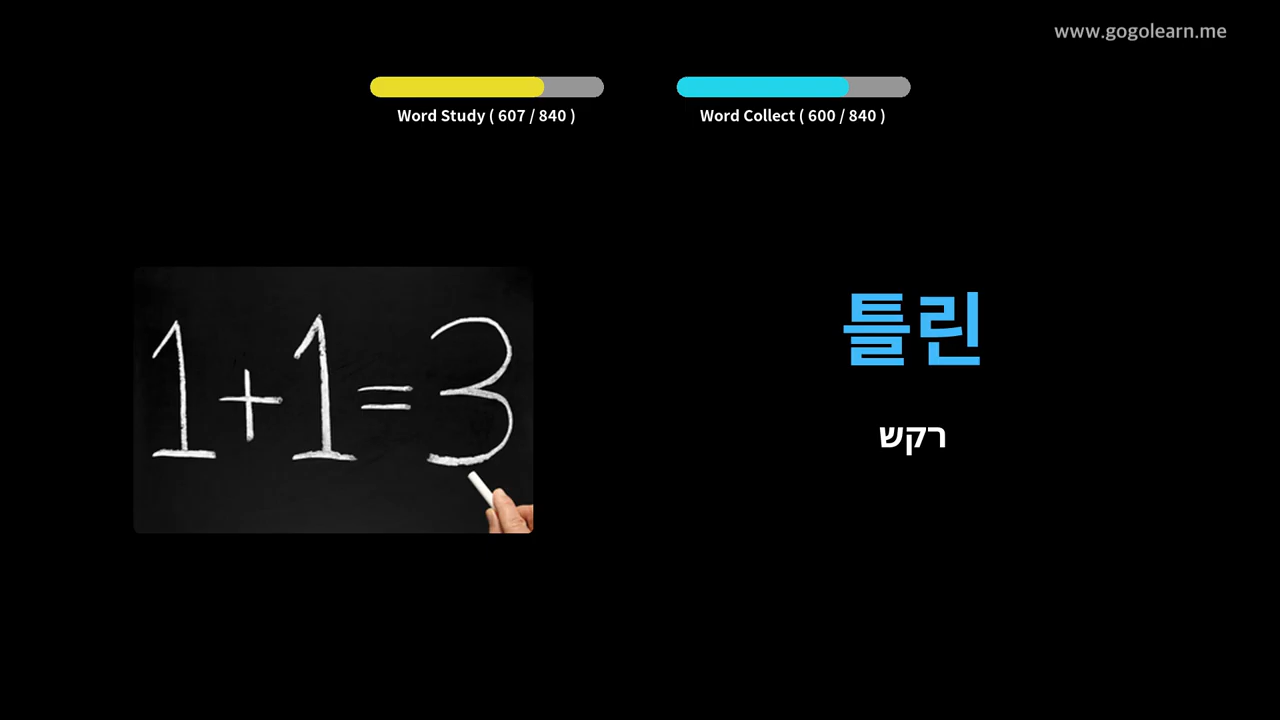 www.gogolearn.me
Word Study ( 607 / 840 )
Word Collect ( 600 / 840 )
1+1=3
틀린
רקש